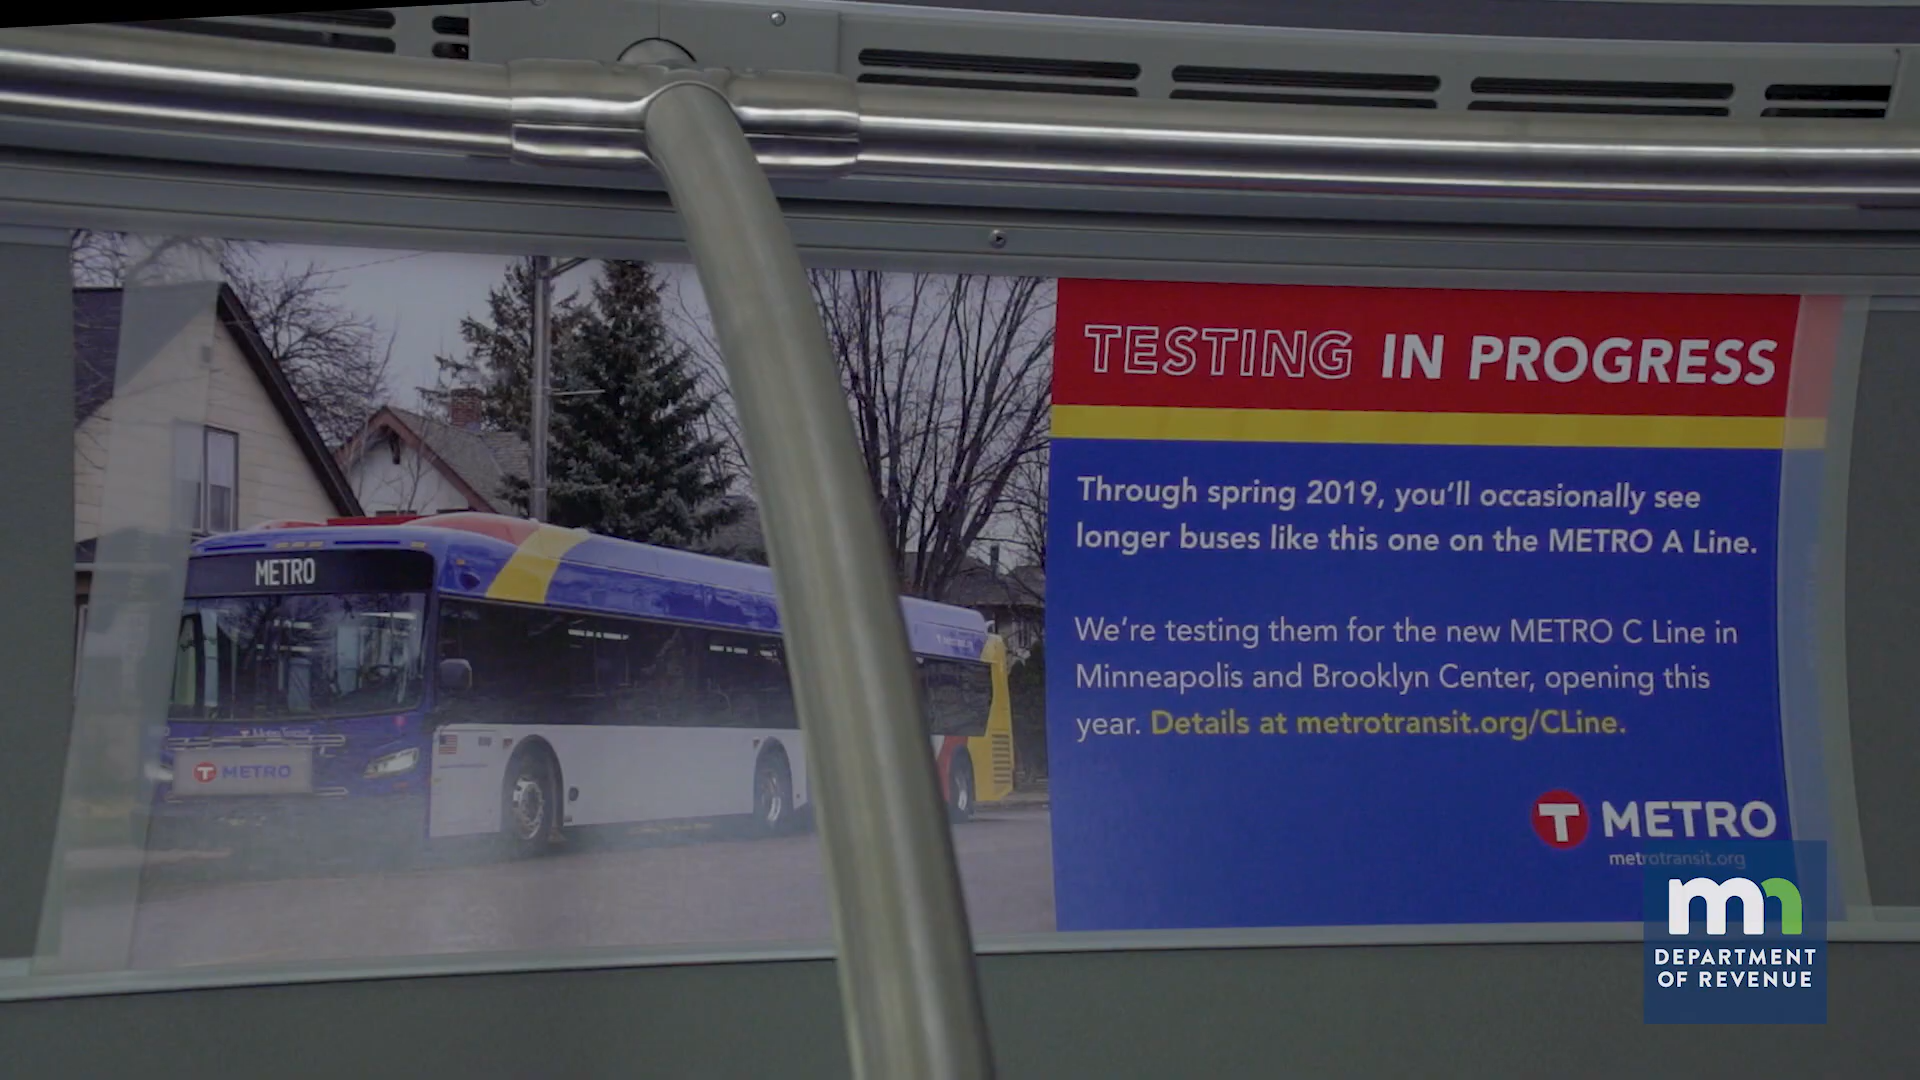 TESTING IN PROGRESS
Through spring 2019, you'll occasionally see
longer buses like this one on the METRO A Line.
We're testing them for the new METRO C Line in
Minneapolis and Brooklyn Center, opening this
year. Details at metrotransit.org/CLine.
T METRO
metrotransit.org
METRO
T METRO
mn
DEPARTMENT
OF REVENUE